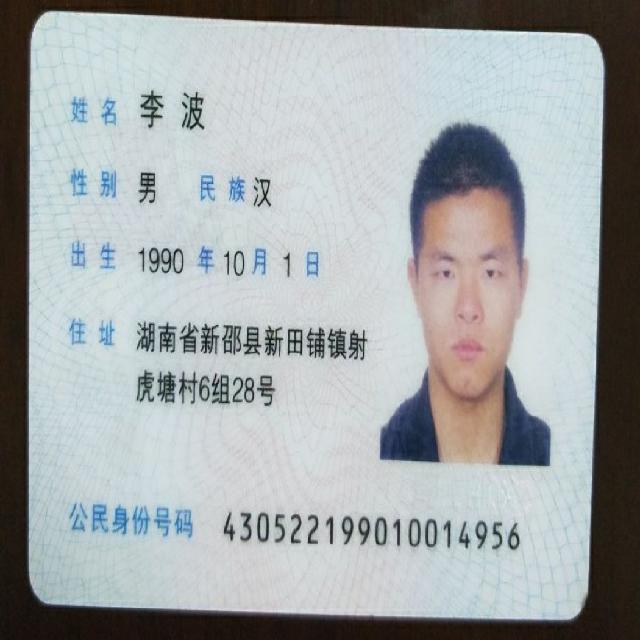 姓名 李波
性别 男 民族 汉
出生 1990 年 10 月 1 日
住址 湖南省新邵县新田铺镇射
虎塘村6组28号
公民身份号码 430522199010014956